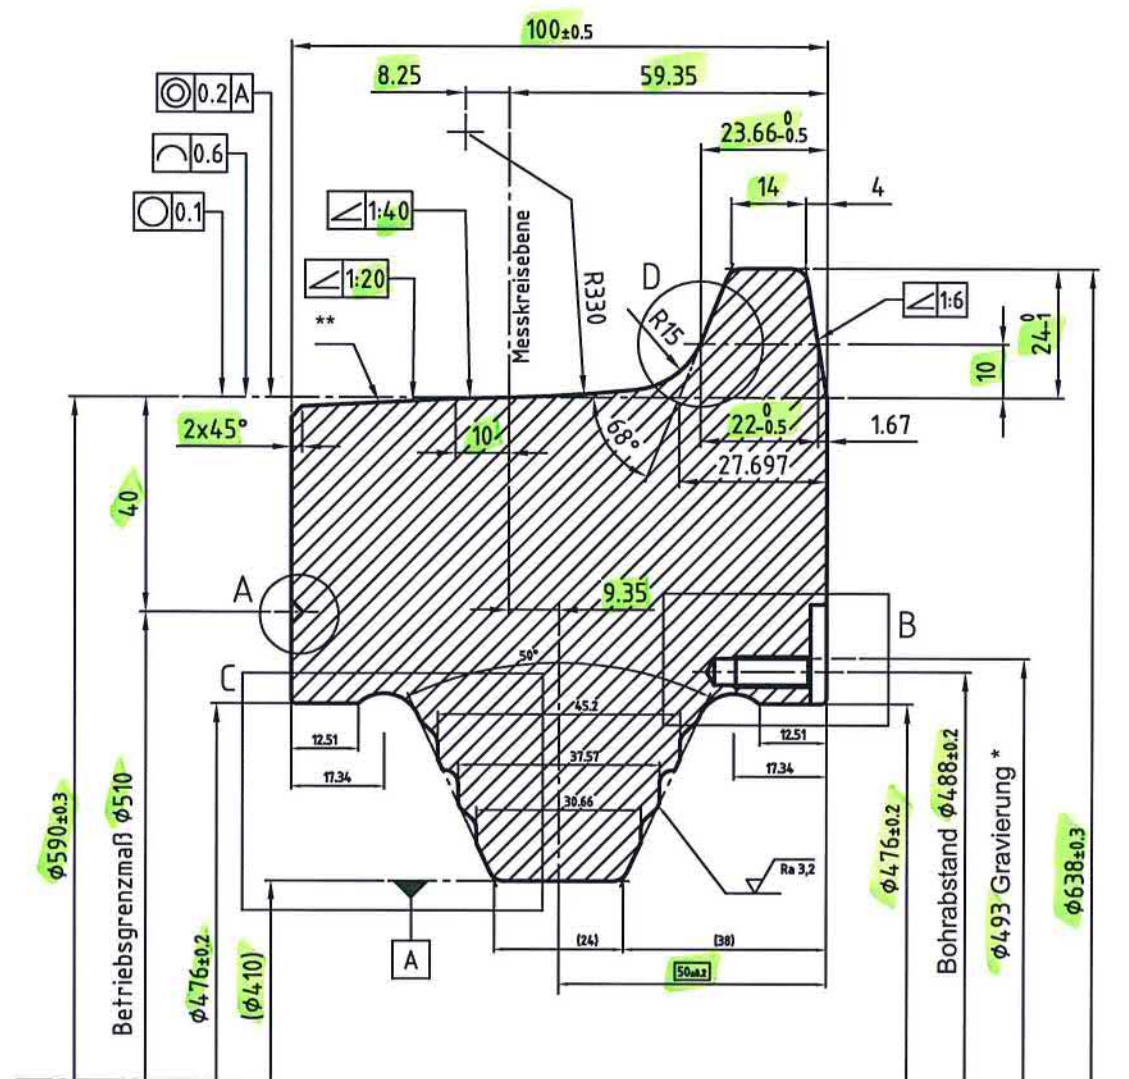 100±0.5
8.25
59.35
◎ 0.2 A
⌒ 0.6
○ 0.1
23.66 0 -0.5
14
4
∠ 1:40
∠ 1:20
**
Messkreisebene
R330
D
R15
∠ 1:6
24 0 -1
10
2x45°
10
68°
22 0 -0.5
1.67
27.697
40
A
9.35
B
50°
C
45.2
12.51
12.51
37.57
17.34
17.34
30.66
Ra 3,2
A
(24)
(38)
50±0.2
ϕ590±0.3
Betriebsgrenzmaß ϕ510
ϕ476±0.2
(ϕ410)
ϕ476±0.2
Bohrabstand ϕ488±0.2
ϕ493 Gravierung *
ϕ638±0.3